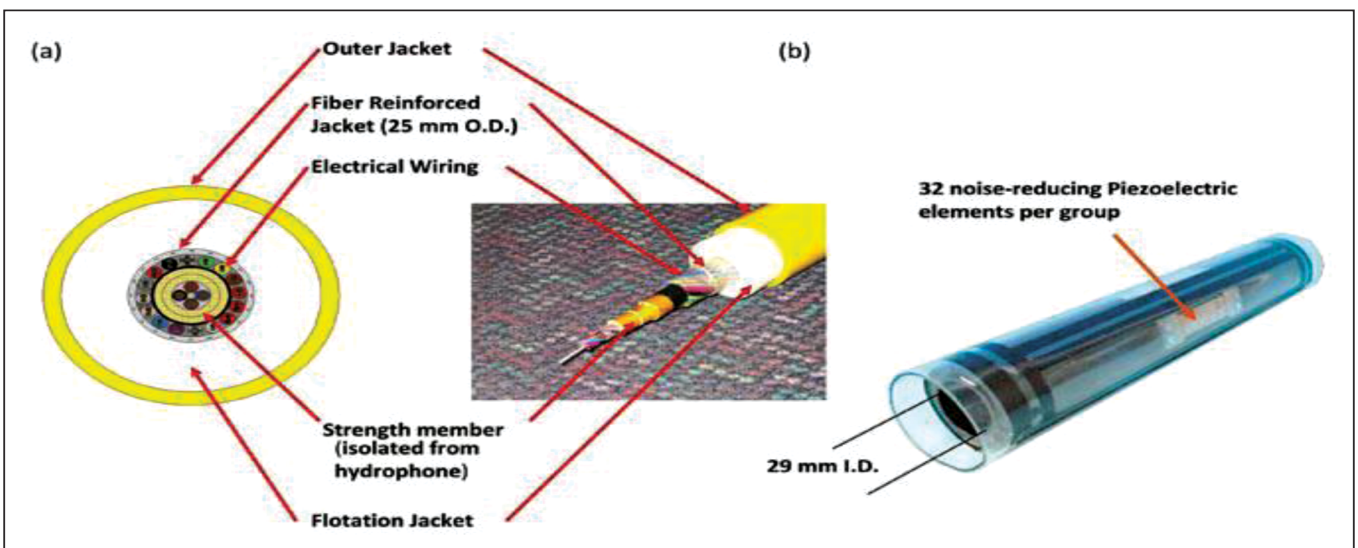 (a)
Outer Jacket
Fiber Reinforced
Jacket (25 mm O.D.)
Electrical Wiring
Strength member
(isolated from
hydrophone)
Flotation Jacket
(b)
32 noise-reducing Piezoelectric
elements per group
29 mm I.D.